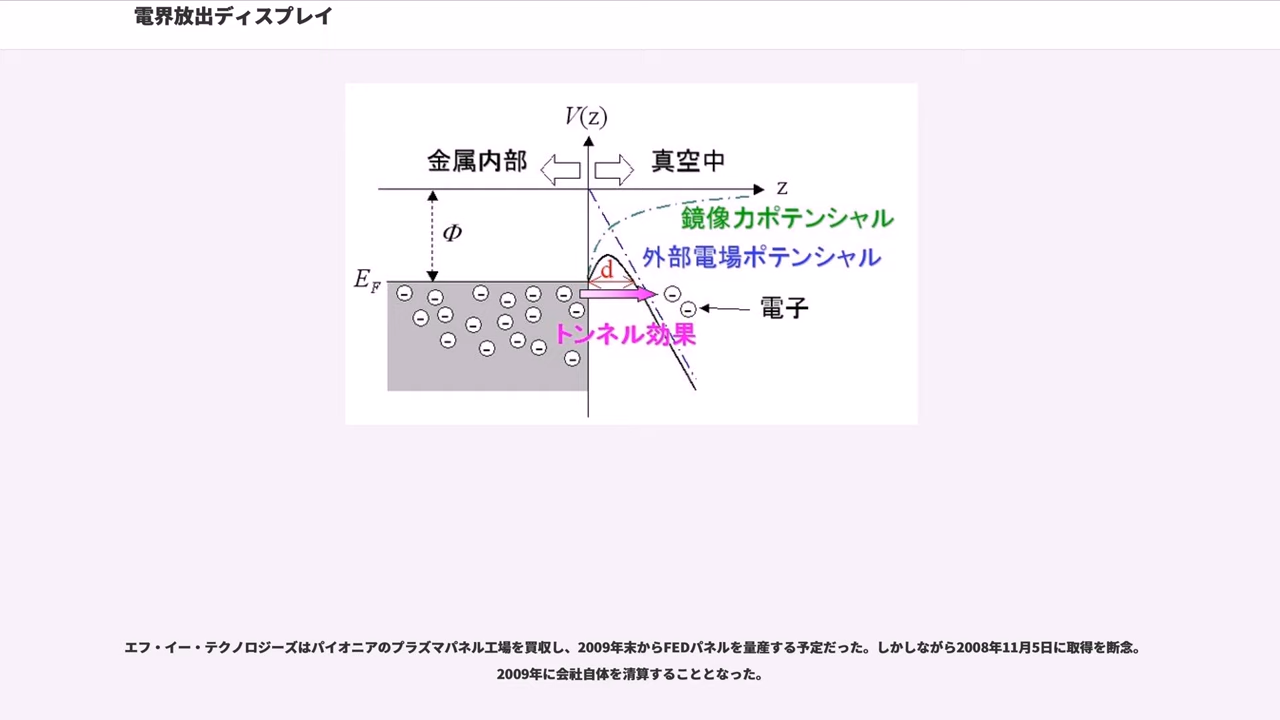 電界放出ディスプレイ
V(z)
金属内部 真空中
z
鏡像力ポテンシャル
Φ
外部電場ポテンシャル
d
EF
電子
トンネル効果
エフ・イー・テクノロジーズはパイオニアのプラズマパネル工場を買収し、2009年末からFEDパネルを量産する予定だった。しかしながら2008年11月5日に取得を断念。
2009年に会社自体を清算することとなった。